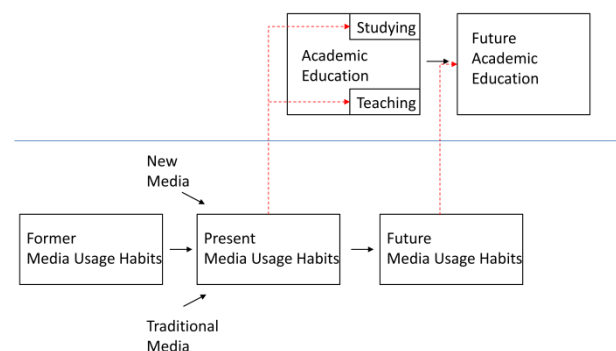 Studying
Academic
Education
Teaching
Future
Academic
Education
New
Media
Former
Media Usage Habits
Present
Media Usage Habits
Future
Media Usage Habits
Traditional
Media